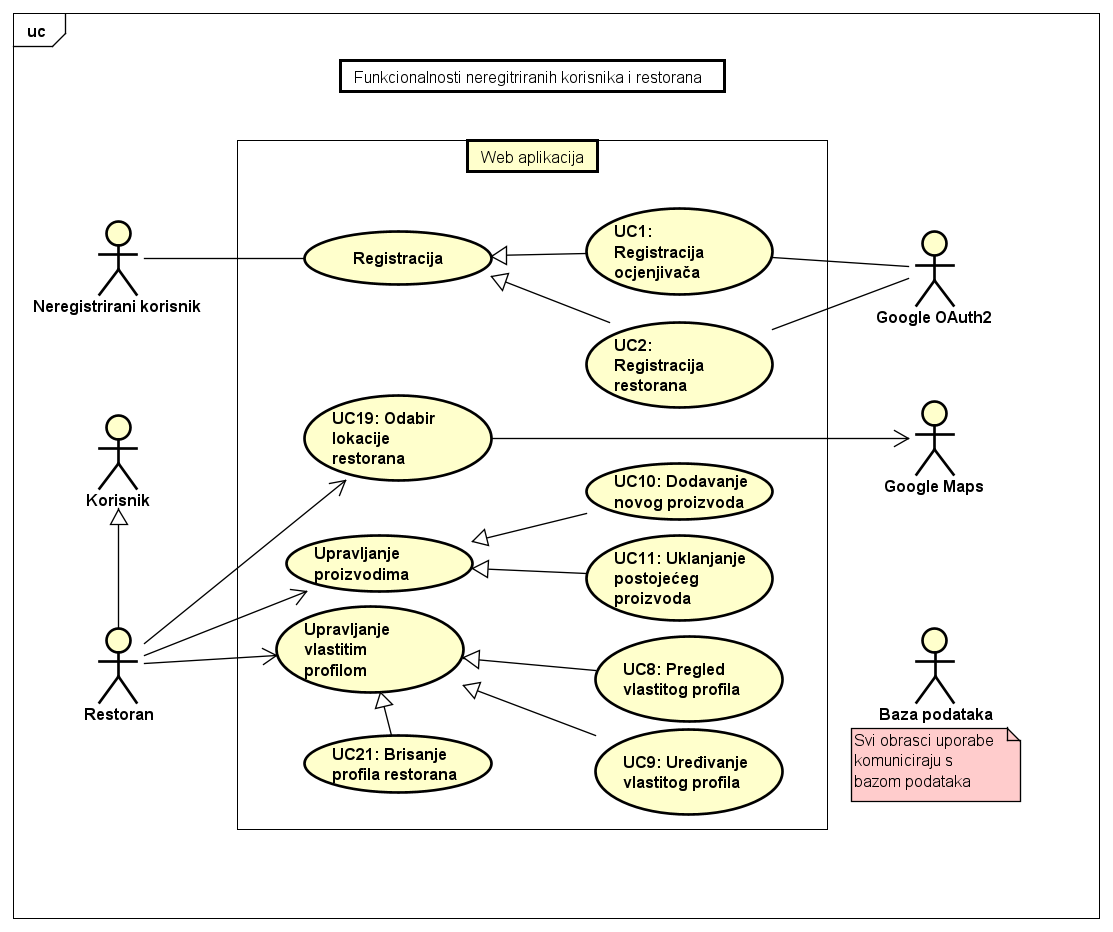 uc
Funkcionalnosti neregitriranih korisnika i restorana
Web aplikacija
Neregistrirani korisnik
Registracija
UC1:
Registracija
ocjenjivača
Google OAuth2
UC2:
Registracija
restorana
Korisnik
UC19: Odabir
lokacije
restorana
Google Maps
UC10: Dodavanje
novog proizvoda
Upravljanje
proizvodima
UC11: Uklanjanje
postojećeg
proizvoda
Restoran
Upravljanje
vlastitim
profilom
UC8: Pregled
vlastitog profila
Baza podataka
Svi obrasci uporabe
komuniciraju s
bazom podataka
UC21: Brisanje
profila restorana
UC9: Uređivanje
vlastitog profila